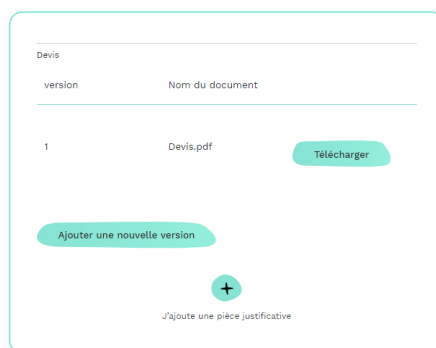 Devis
version Nom du document
1 Devis.pdf Télécharger
Ajouter une nouvelle version
J'ajoute une pièce justificative